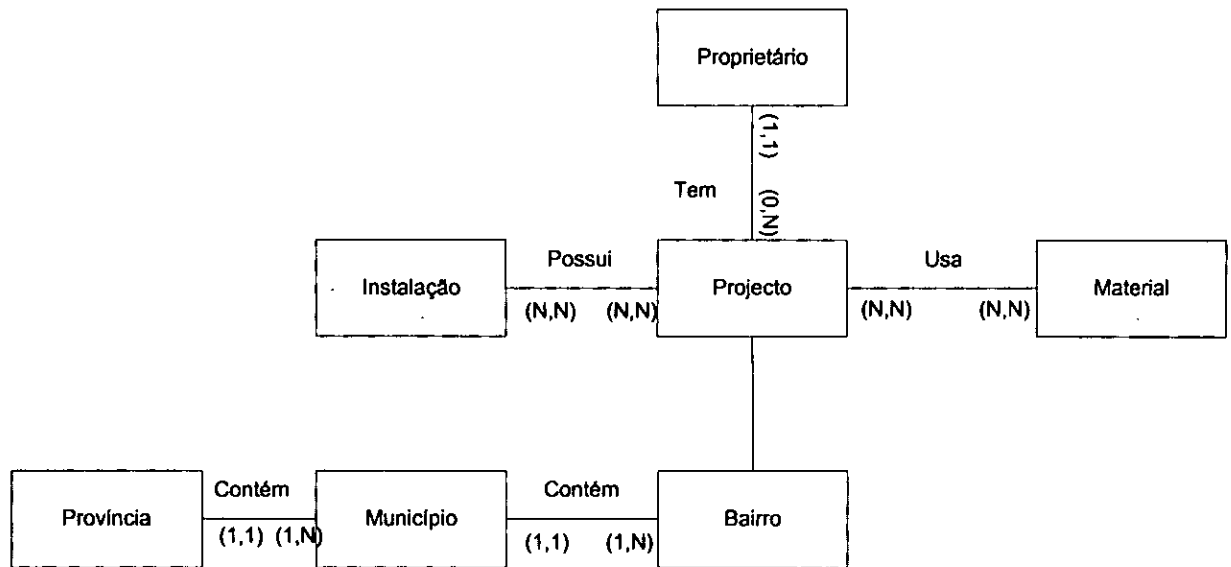 Proprietário
(1,1)
Tem
(0,N)
Possui
Usa
Instalação
Projecto
Material
(N,N)
(N,N)
(N,N)
(N,N)
Contém
Contém
Província
Município
Bairro
(1,1)
(1,N)
(1,1)
(1,N)